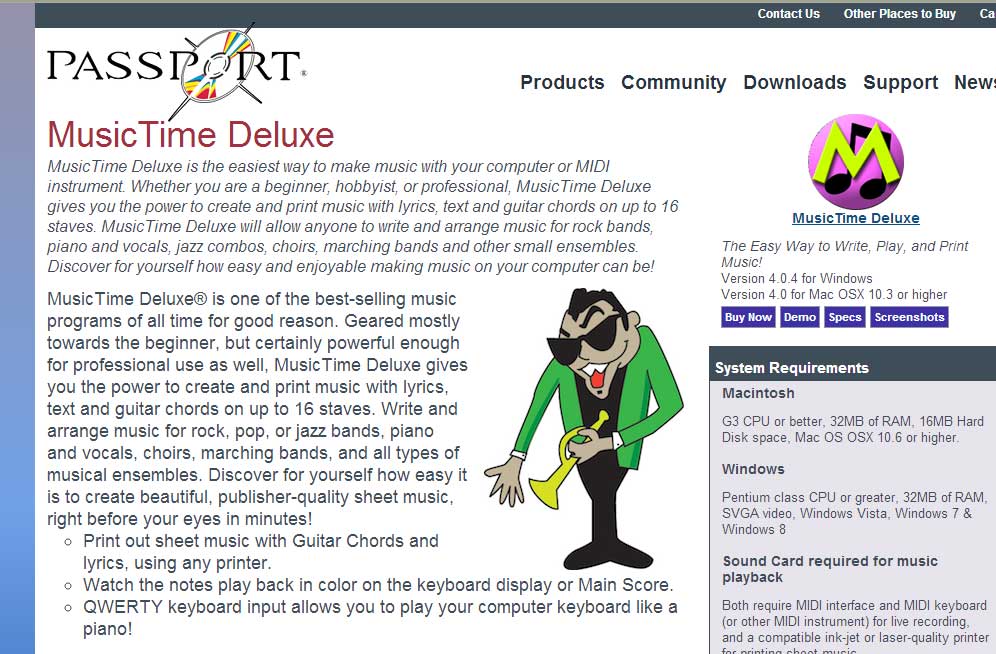 Contact Us Other Places to Buy
PASSPORT®
Products Community Downloads Support News
MusicTime Deluxe
MusicTime Deluxe is the easiest way to make music with your computer or MIDI
instrument. Whether you are a beginner, hobbyist, or professional, MusicTime Deluxe
gives you the power to create and print music with lyrics, text and guitar chords on up to 16
staves. MusicTime Deluxe will allow anyone to write and arrange music for rock bands,
piano and vocals, jazz combos, choirs, marching bands and other small ensembles.
Discover for yourself how easy and enjoyable making music on your computer can be!
MusicTime Deluxe® is one of the best-selling music
programs of all time for good reason. Geared mostly
towards the beginner, but certainly powerful enough
for professional use as well, MusicTime Deluxe gives
you the power to create and print music with lyrics,
text and guitar chords on up to 16 staves. Write and
arrange music for rock, pop, or jazz bands, piano
and vocals, choirs, marching bands, and all types of
musical ensembles. Discover for yourself how easy it
is to create beautiful, publisher-quality sheet music,
right before your eyes in minutes!
Print out sheet music with Guitar Chords and
lyrics, using any printer.
Watch the notes play back in color on the keyboard display or Main Score.
QWERTY keyboard input allows you to play your computer keyboard like a
piano!
M
MusicTime Deluxe
The Easy Way to Write, Play, and Print
Music!
Version 4.0.4 for Windows
Version 4.0 for Mac OSX 10.3 or higher
Buy Now Demo Specs Screenshots
System Requirements
Macintosh
G3 CPU or better, 32MB of RAM, 16MB Hard
Disk space, Mac OS OSX 10.6 or higher.
Windows
Pentium class CPU or greater, 32MB of RAM,
SVGA video, Windows Vista, Windows 7 &
Windows 8
Sound Card required for music
playback
Both require MIDI interface and MIDI keyboard
(or other MIDI instrument) for live recording,
and a compatible ink-jet or laser-quality printer
for printing sheet music.